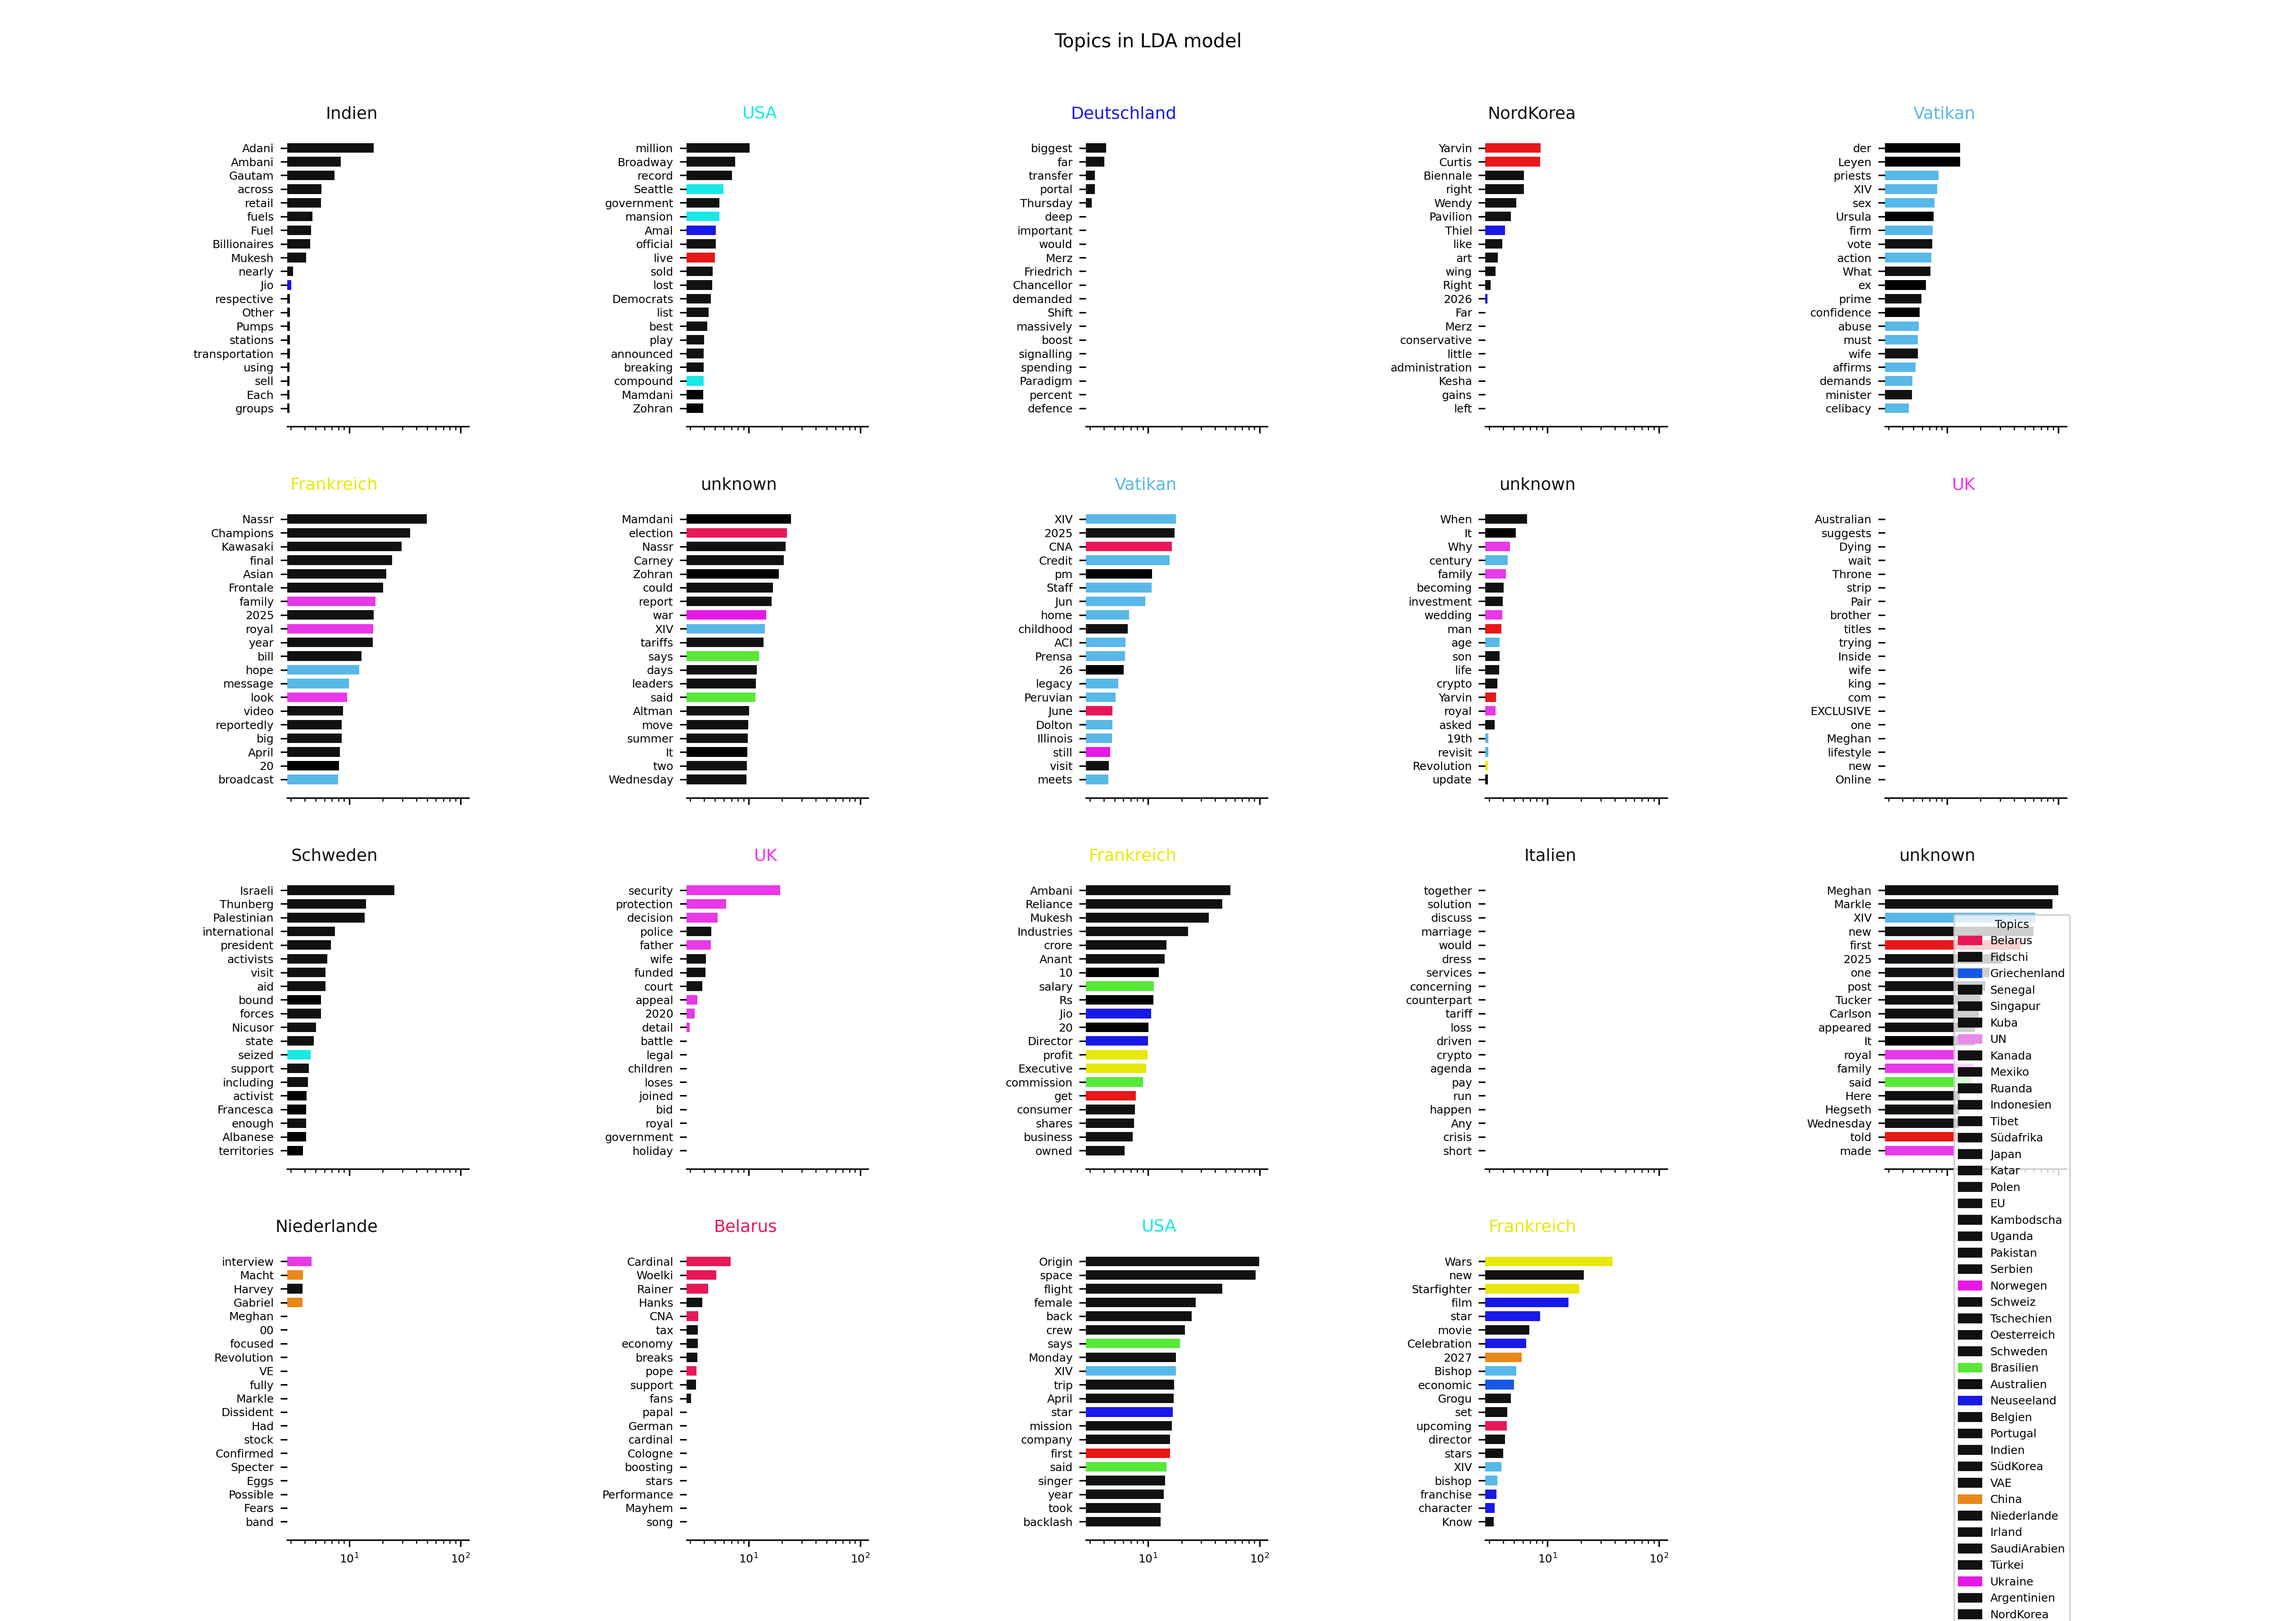 Topics in LDA model
Indien
Adani
Ambani
Gautam
across
retail
fuels
Fuel
Billionaires
Mukesh
nearly
Jio
respective
Other
Pumps
stations
transportation
using
sell
Each
groups
USA
million
Broadway
record
Seattle
government
mansion
Amal
official
live
sold
lost
Democrats
list
best
play
announced
breaking
compound
Mamdani
Zohran
Deutschland
biggest
far
transfer
portal
Thursday
deep
important
would
Merz
Friedrich
Chancellor
demanded
Shift
massively
boost
signalling
spending
Paradigm
percent
defence
NordKorea
Yarvin
Curtis
Biennale
right
Wendy
Pavilion
Thiel
like
art
wing
Right
2026
Far
Merz
conservative
little
administration
Kesha
gains
left
Vatikan
der
Leyen
priests
XIV
sex
Ursula
firm
vote
action
What
ex
prime
confidence
abuse
must
wife
affirms
demands
minister
celibacy
Frankreich
Nassr
Champions
Kawasaki
final
Asian
Frontale
family
2025
royal
year
bill
hope
message
look
video
reportedly
big
April
20
broadcast
unknown
Mamdani
election
Nassr
Carney
Zohran
could
report
war
XIV
tariffs
says
days
leaders
said
Altman
move
summer
It
two
Wednesday
Vatikan
XIV
2025
CNA
Credit
pm
Staff
Jun
home
childhood
ACI
Prensa
26
legacy
Peruvian
June
Dolton
Illinois
still
visit
meets
unknown
When
It
Why
century
family
becoming
investment
wedding
man
age
son
life
crypto
Yarvin
royal
asked
19th
revisit
Revolution
update
UK
Australian
suggests
Dying
wait
Throne
strip
Pair
brother
titles
trying
Inside
wife
king
com
EXCLUSIVE
one
Meghan
lifestyle
new
Online
Schweden
Israeli
Thunberg
Palestinian
international
president
activists
visit
aid
bound
forces
Nicusor
state
seized
support
including
activist
Francesca
enough
Albanese
territories
UK
security
protection
decision
police
father
wife
funded
court
appeal
2020
detail
battle
legal
children
loses
joined
bid
royal
government
holiday
Frankreich
Ambani
Reliance
Mukesh
Industries
crore
Anant
10
salary
Rs
Jio
20
Director
profit
Executive
commission
get
consumer
shares
business
owned
Italien
together
solution
discuss
marriage
would
dress
services
concerning
counterpart
tariff
loss
driven
crypto
agenda
pay
run
happen
Any
crisis
short
unknown
Meghan
Markle
XIV
new
first
2025
one
post
Tucker
Carlson
appeared
It
royal
family
said
Here
Hegseth
Wednesday
told
made
Niederlande
interview
Macht
Harvey
Gabriel
Meghan
00
focused
Revolution
VE
fully
Markle
Dissident
Had
stock
Confirmed
Specter
Eggs
Possible
Fears
band
10^1 10^2
Belarus
Cardinal
Woelki
Rainer
Hanks
CNA
tax
economy
breaks
pope
support
fans
papal
German
cardinal
Cologne
boosting
stars
Performance
Mayhem
song
10^1 10^2
USA
Origin
space
flight
female
back
crew
says
Monday
XIV
trip
April
star
mission
company
first
said
singer
year
took
backlash
10^1 10^2
Frankreich
Wars
new
Starfighter
film
star
movie
Celebration
2027
Bishop
economic
Grogu
set
upcoming
director
stars
XIV
bishop
franchise
character
Know
10^1 10^2
Topics
Belarus
Fidschi
Griechenland
Senegal
Singapur
Kuba
UN
Kanada
Mexiko
Ruanda
Indonesien
Tibet
Südafrika
Japan
Katar
Polen
EU
Kambodscha
Uganda
Pakistan
Serbien
Norwegen
Schweiz
Tschechien
Oesterreich
Schweden
Brasilien
Australien
Neuseeland
Belgien
Portugal
Indien
SüdKorea
VAE
China
Niederlande
Irland
SaudiArabien
Türkei
Ukraine
Argentinien
NordKorea